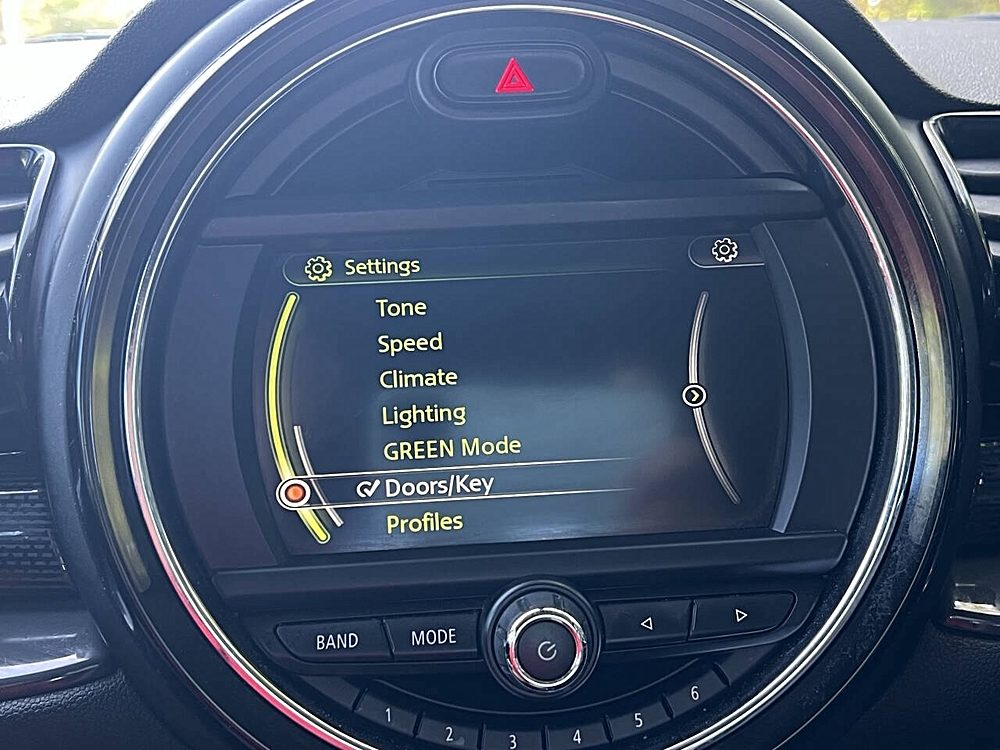 Settings
Tone
Speed
Climate
Lighting
GREEN Mode
Doors/Key
Profiles
BAND MODE
1 2 3 4 5 6